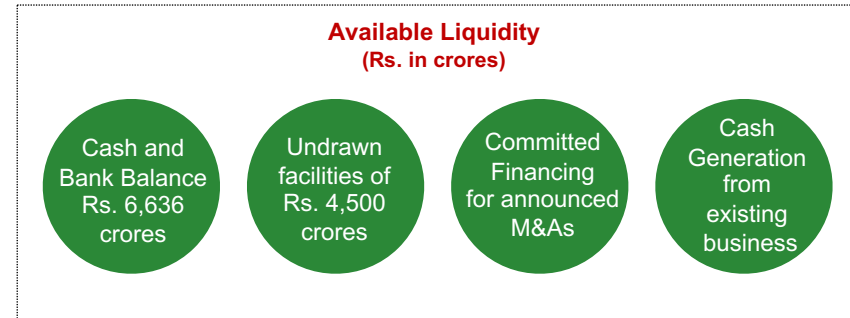 Available Liquidity
(Rs. in crores)
Cash and
Bank Balance
Rs. 6,636
crores
Undrawn
facilities of
Rs. 4,500
crores
Committed
Financing
for announced
M&As
Cash
Generation
from
existing
business